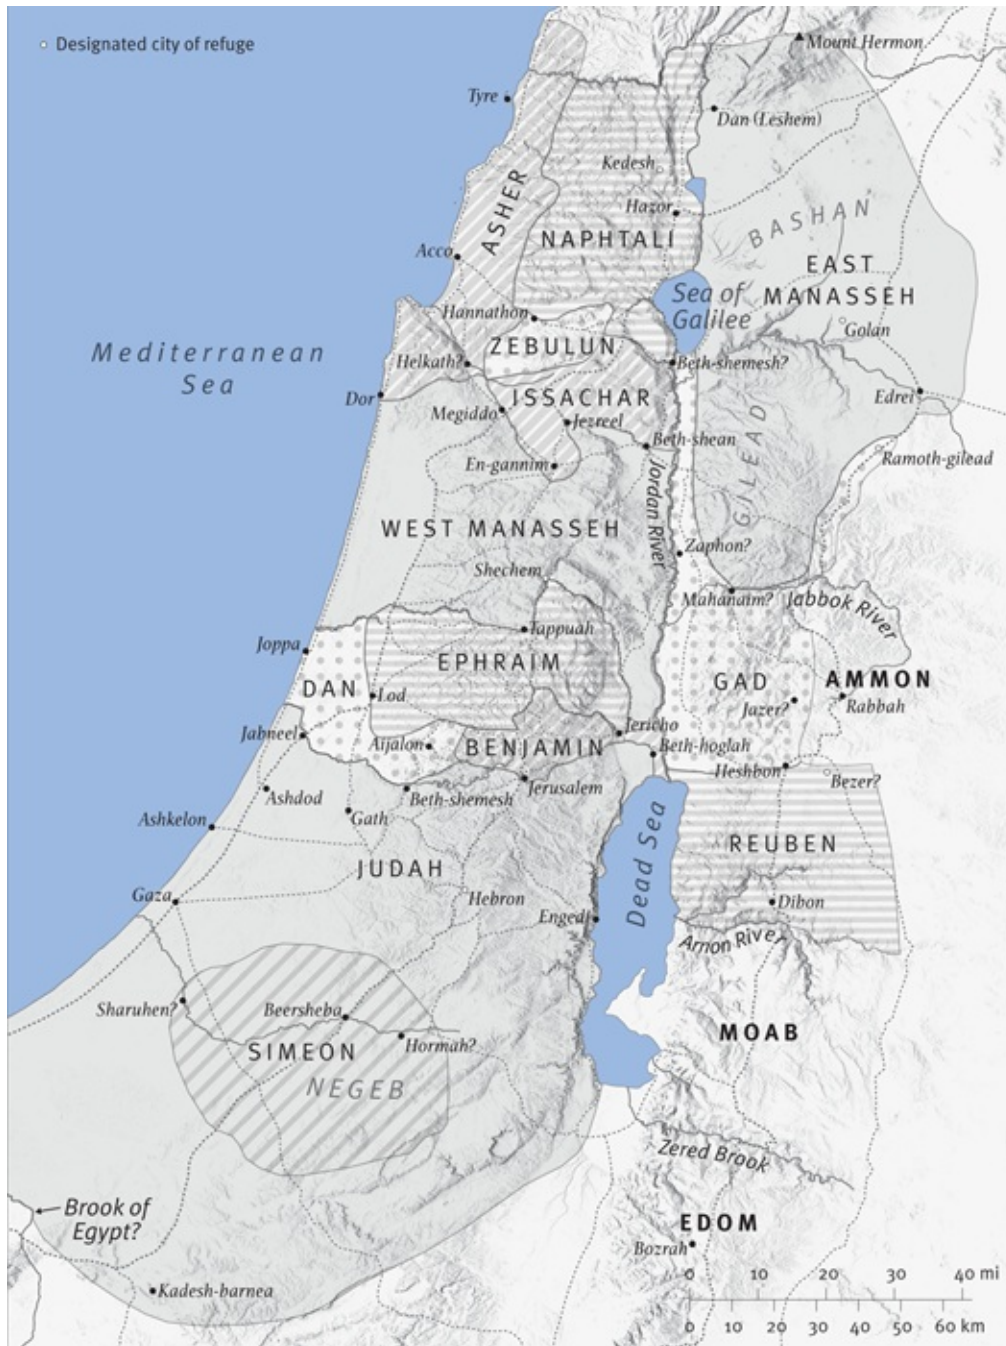 Designated city of refuge
Mount Hermon
Tyre
Dan (Leshem)
Kedesh
Hazor
ASHER
NAPHTALI
BASHAN
Acco
EAST
MANASSEH
Sea of
Galilee
Hannathon
Golan
ZEBULUN
Mediterranean
Sea
Helkath?
Beth-shemesh?
Dor
ISSACHAR
Edrei
Megiddo
Jezreel
GILEAD
Beth-shean
Ramoth-gilead
En-gannim
Jordan River
WEST MANASSEH
Zaphon?
Shechem
Mahanaim?
Jabbok River
Joppa
Tappuah
EPHRAIM
DAN
Lod
GAD
AMMON
Jazer?
Rabbah
Jabneel
Aijalon
BENJAMIN
Jericho
Beth-hoglah
Heshbon
Bezer?
Jerusalem
Ashdod
Beth-shemesh
Gath
Ashkelon
REUBEN
JUDAH
Dead Sea
Hebron
Gaza
Engedi
Dibon
Arnon River
Sharuhen?
Beersheba
MOAB
Hormah?
SIMEON
NEGEB
Zered Brook
Brook of
Egypt?
EDOM
Bozrah
Kadesh-barnea
0 10 20 30 40 mi
0 10 20 30 40 50 60 km